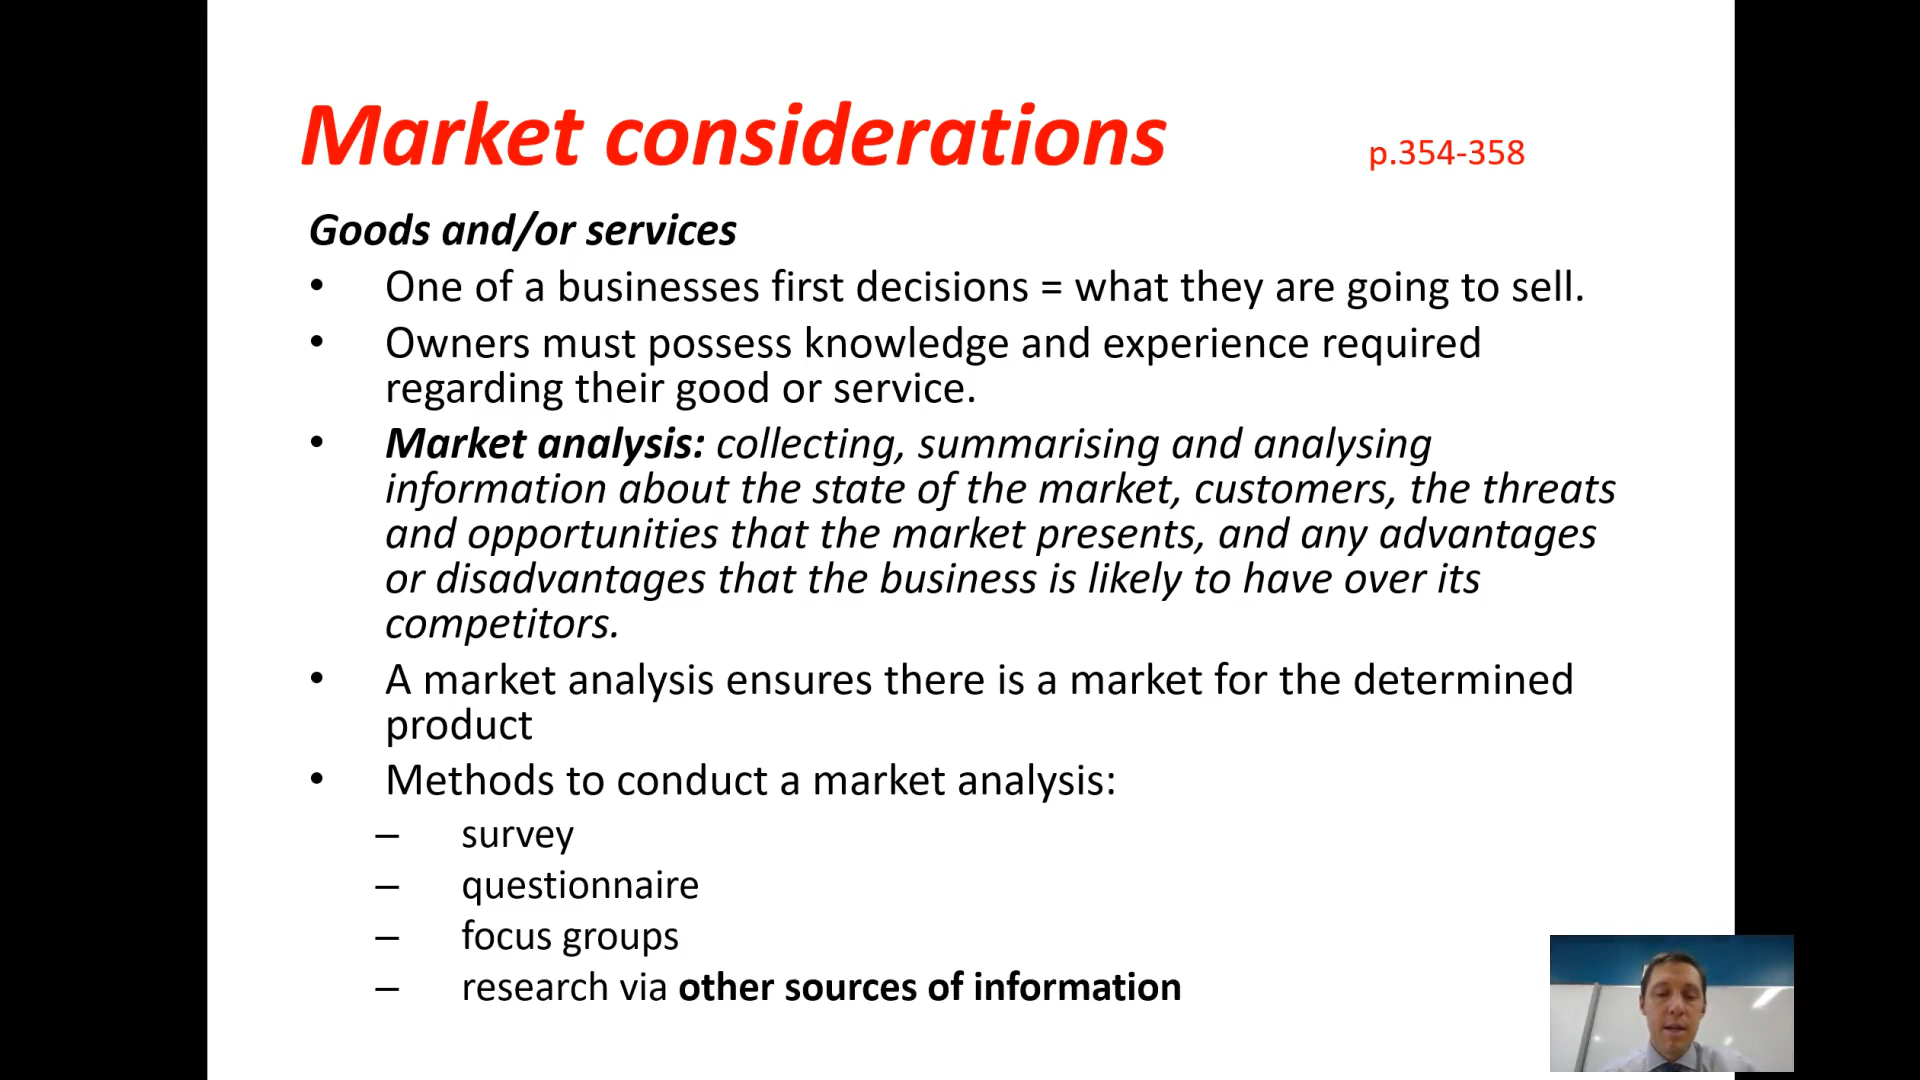 Market considerations
p.354-358
Goods and/or services
• One of a businesses first decisions = what they are going to sell.
• Owners must possess knowledge and experience required
regarding their good or service.
• Market analysis: collecting, summarising and analysing
information about the state of the market, customers, the threats
and opportunities that the market presents, and any advantages
or disadvantages that the business is likely to have over its
competitors.
• A market analysis ensures there is a market for the determined
product
• Methods to conduct a market analysis:
– survey
– questionnaire
– focus groups
– research via other sources of information